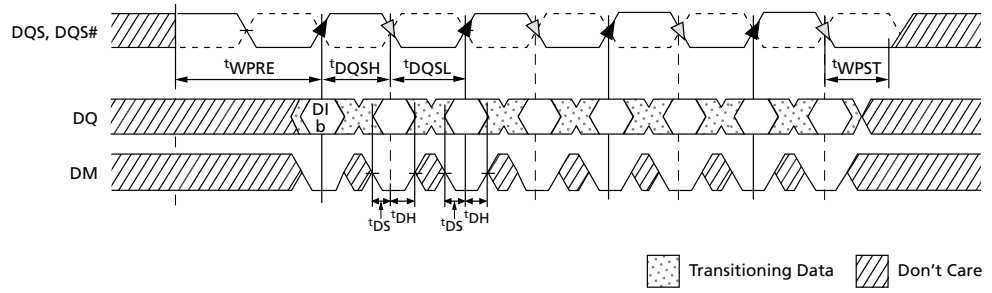 DQS, DQS#
tWPRE
tDQSH
tDQSL
tWPST
DQ
DI
b
DM
tDS
tDH
tDS
tDH
Transitioning Data
Don't Care